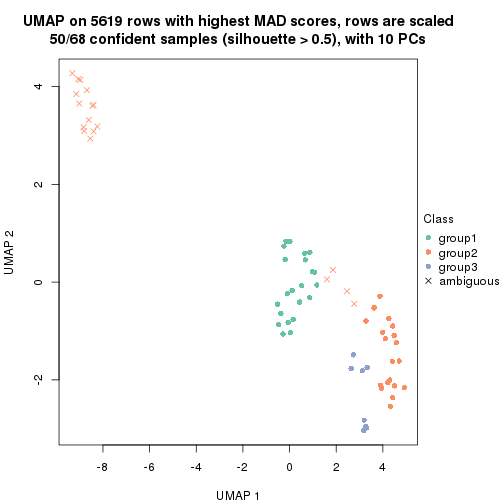 UMAP on 5619 rows with highest MAD scores, rows are scaled
50/68 confident samples (silhouette > 0.5), with 10 PCs
4
2
0
-2
UMAP 2
-8
-6
-4
-2
0
2
4
UMAP 1
Class
group1
group2
group3
ambiguous